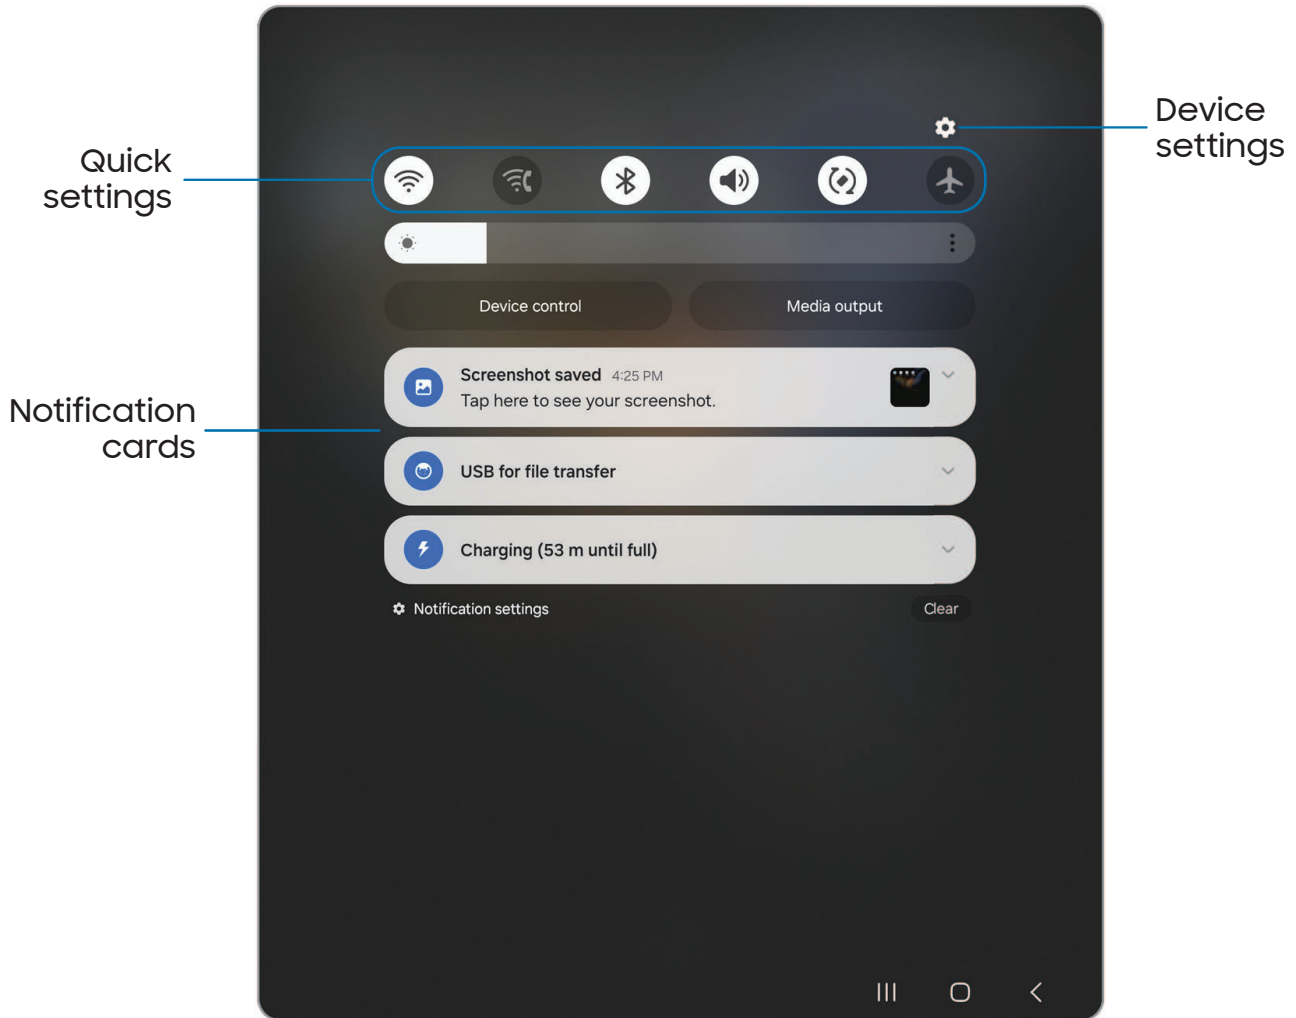 Device
settings
Quick
settings
Device control
Media output
Notification
cards
Screenshot saved 4:25 PM
Tap here to see your screenshot.
USB for file transfer
Charging (53 m until full)
Notification settings
Clear